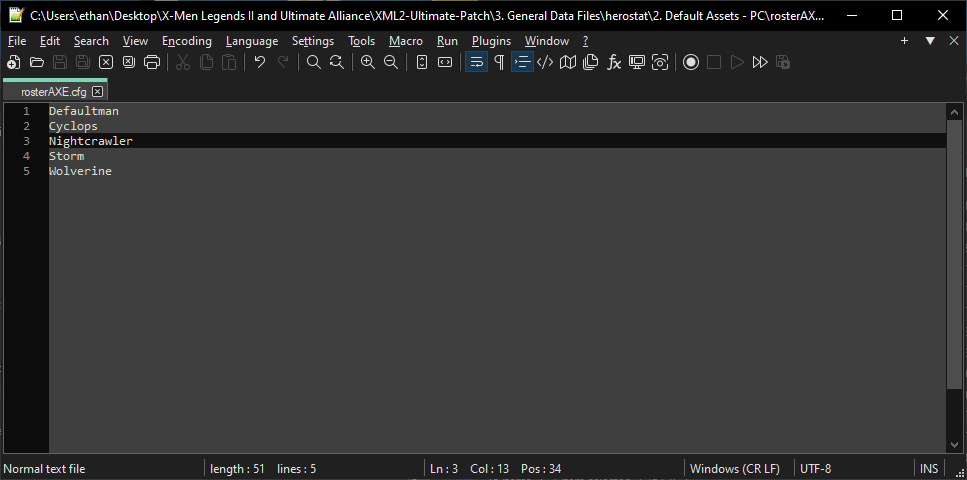 C:\Users\ethan\Desktop\X-Men Legends II and Ultimate Alliance\XML2-Ultimate-Patch\3. General Data Files\herostat\2. Default Assets - PC\rosterAX...
File Edit Search View Encoding Language Settings Tools Macro Run Plugins Window ?
rosterAXE.cfg
1 Defaultman
2 Cyclops
3 Nightcrawler
4 Storm
5 Wolverine
Normal text file length : 51 lines : 5 Ln : 3 Col : 13 Pos : 34 Windows (CR LF) UTF-8 INS